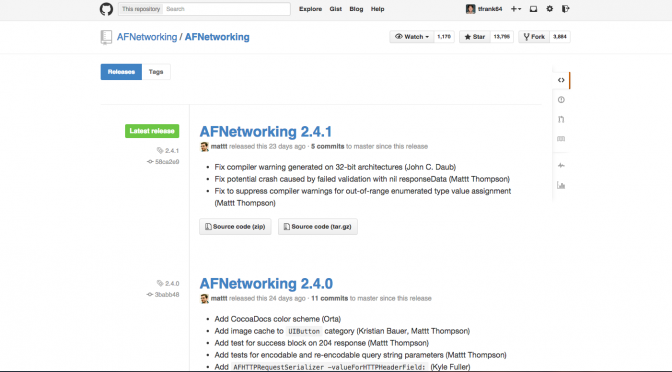 This repository Search Explore Gist Blog Help tfrank64
AFNetworking / AFNetworking Watch 1,170 Star 13,795 Fork 3,884
Releases Tags
Latest release
2.4.1
58ca2e9
AFNetworking 2.4.1
mattt released this 23 days ago · 5 commits to master since this release
Fix compiler warning generated on 32-bit architectures (John C. Daub)
Fix potential crash caused by failed validation with nil responseData (Mattt Thompson)
Fix to suppress compiler warnings for out-of-range enumerated type value assignment
(Mattt Thompson)
Source code (zip) Source code (tar.gz)
2.4.0
3babb48
AFNetworking 2.4.0
mattt released this 24 days ago · 11 commits to master since this release
Add CocoaDocs color scheme (Orta)
Add image cache to UIButton category (Kristian Bauer, Mattt Thompson)
Add test for success block on 204 response (Mattt Thompson)
Add tests for encodable and re-encodable query string parameters (Mattt Thompson)
Add AFHTTPRequestSerializer -valueForHTTPHeaderField: (Kyle Fuller)